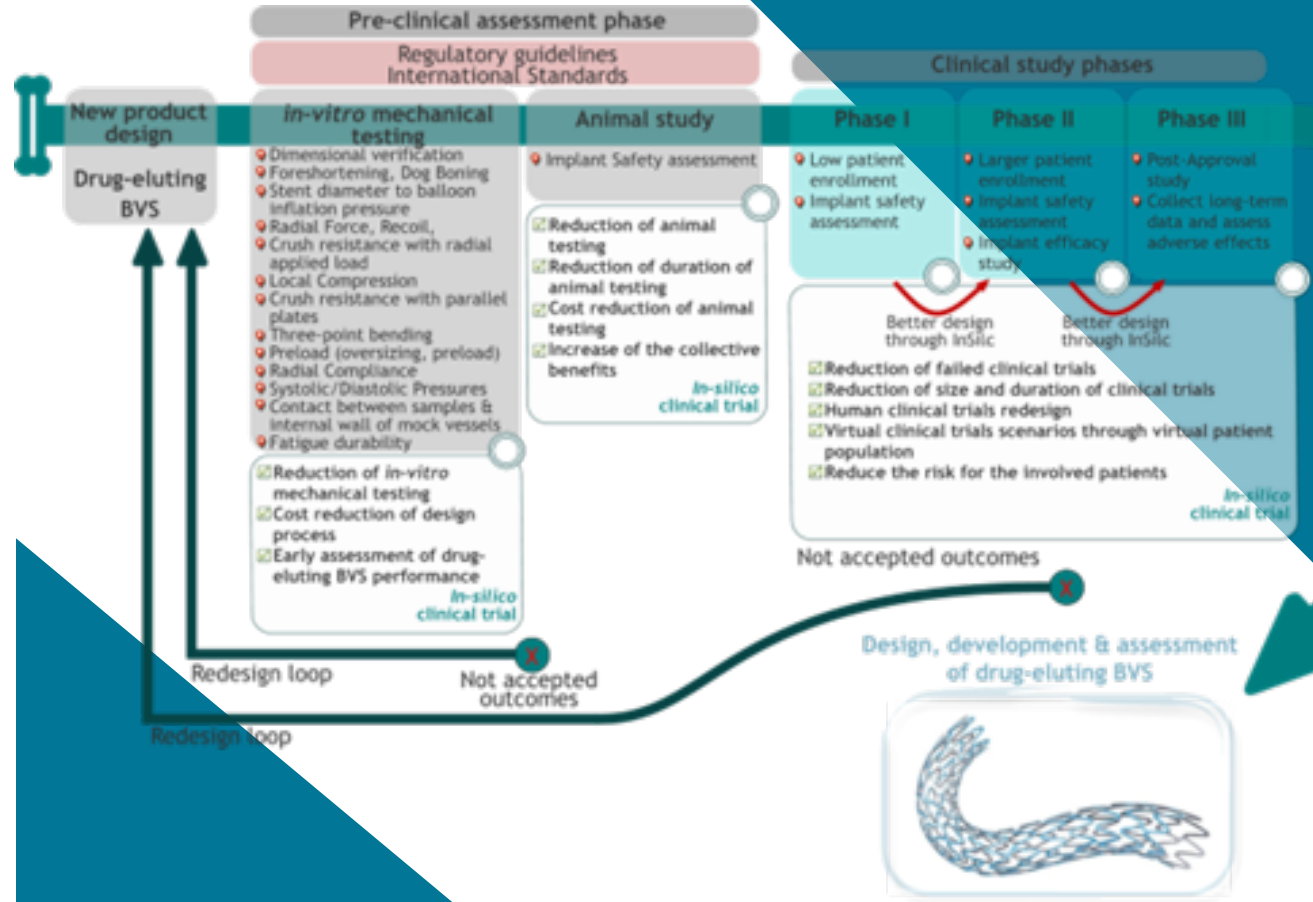 Pre-clinical assessment phase
Regulatory guidelines
International Standards
Clinical study phases
New product
design
Drug-eluting
BVS
in-vitro mechanical
testing
Dimensional verification
Foreshortening, Dog Boning
Stent diameter to balloon
inflation pressure
Radial Force, Recoil,
Crush resistance with radial
applied load
Local Compression
Crush resistance with parallel
plates
Three-point bending
Preload (oversizing, preload)
Radial Compliance
Systolic/Diastolic Pressures
Contact between samples &
internal wall of mock vessels
Fatigue durability
Reduction of in-vitro
mechanical testing
Cost reduction of design
process
Early assessment of drug-
eluting BVS performance
In-silico
clinical trial
Animal study
Implant Safety assessment
Reduction of animal
testing
Reduction of duration of
animal testing
Cost reduction of animal
testing
Increase of the collective
benefits
In-silico
clinical trial
Phase I
Low patient
enrollment
Implant safety
assessment
Phase II
Larger patient
enrollment
Implant safety
assessment
Implant efficacy
study
Phase III
Post-Approval
study
Collect long-term
data and assess
adverse effects
Better design
through InSilc
Better design
through InSilc
Reduction of failed clinical trials
Reduction of size and duration of clinical trials
Human clinical trials redesign
Virtual clinical trials scenarios through virtual patient
population
Reduce the risk for the involved patients
In-silico
clinical trial
Not accepted outcomes
X
X
Redesign loop
Not accepted
outcomes
Redesign loop
Design, development & assessment
of drug-eluting BVS